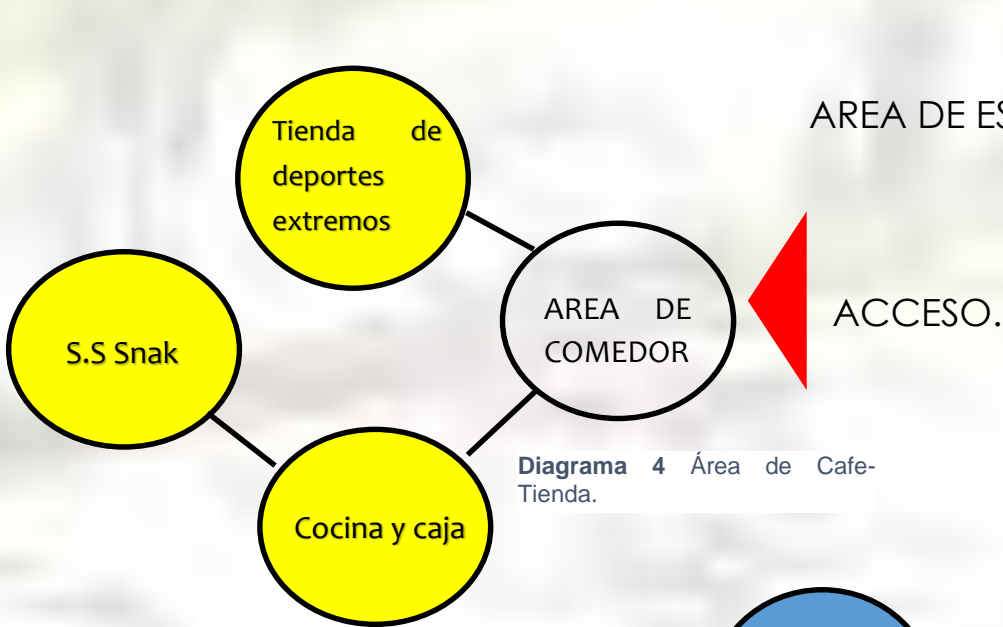 Tienda de
deportes
extremos
AREA DE
ACCESO.
AREA DE
COMEDOR
S.S Snak
Diagrama 4 Área de Cafe-
Tienda.
Cocina y caja